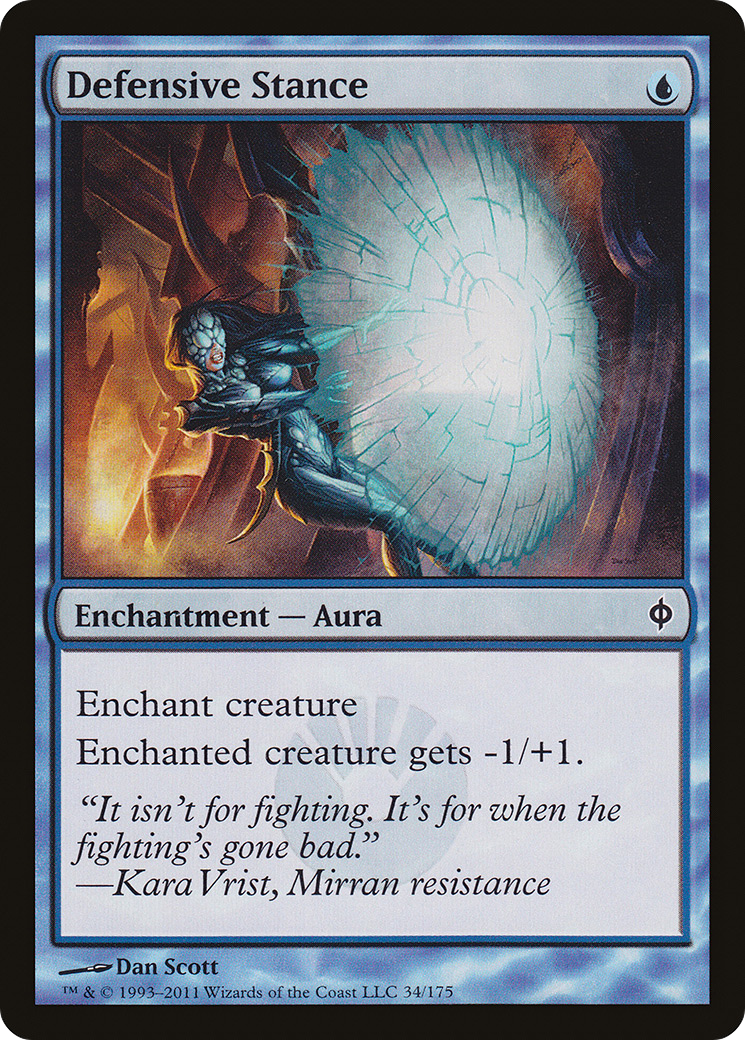 Defensive Stance
Enchantment — Aura
Enchant creature
Enchanted creature gets -1/+1.
“It isn’t for fighting. It’s for when the
fighting’s gone bad.”
—Kara Vrist, Mirran resistance
Dan Scott
™ & © 1993–2011 Wizards of the Coast LLC 34/175